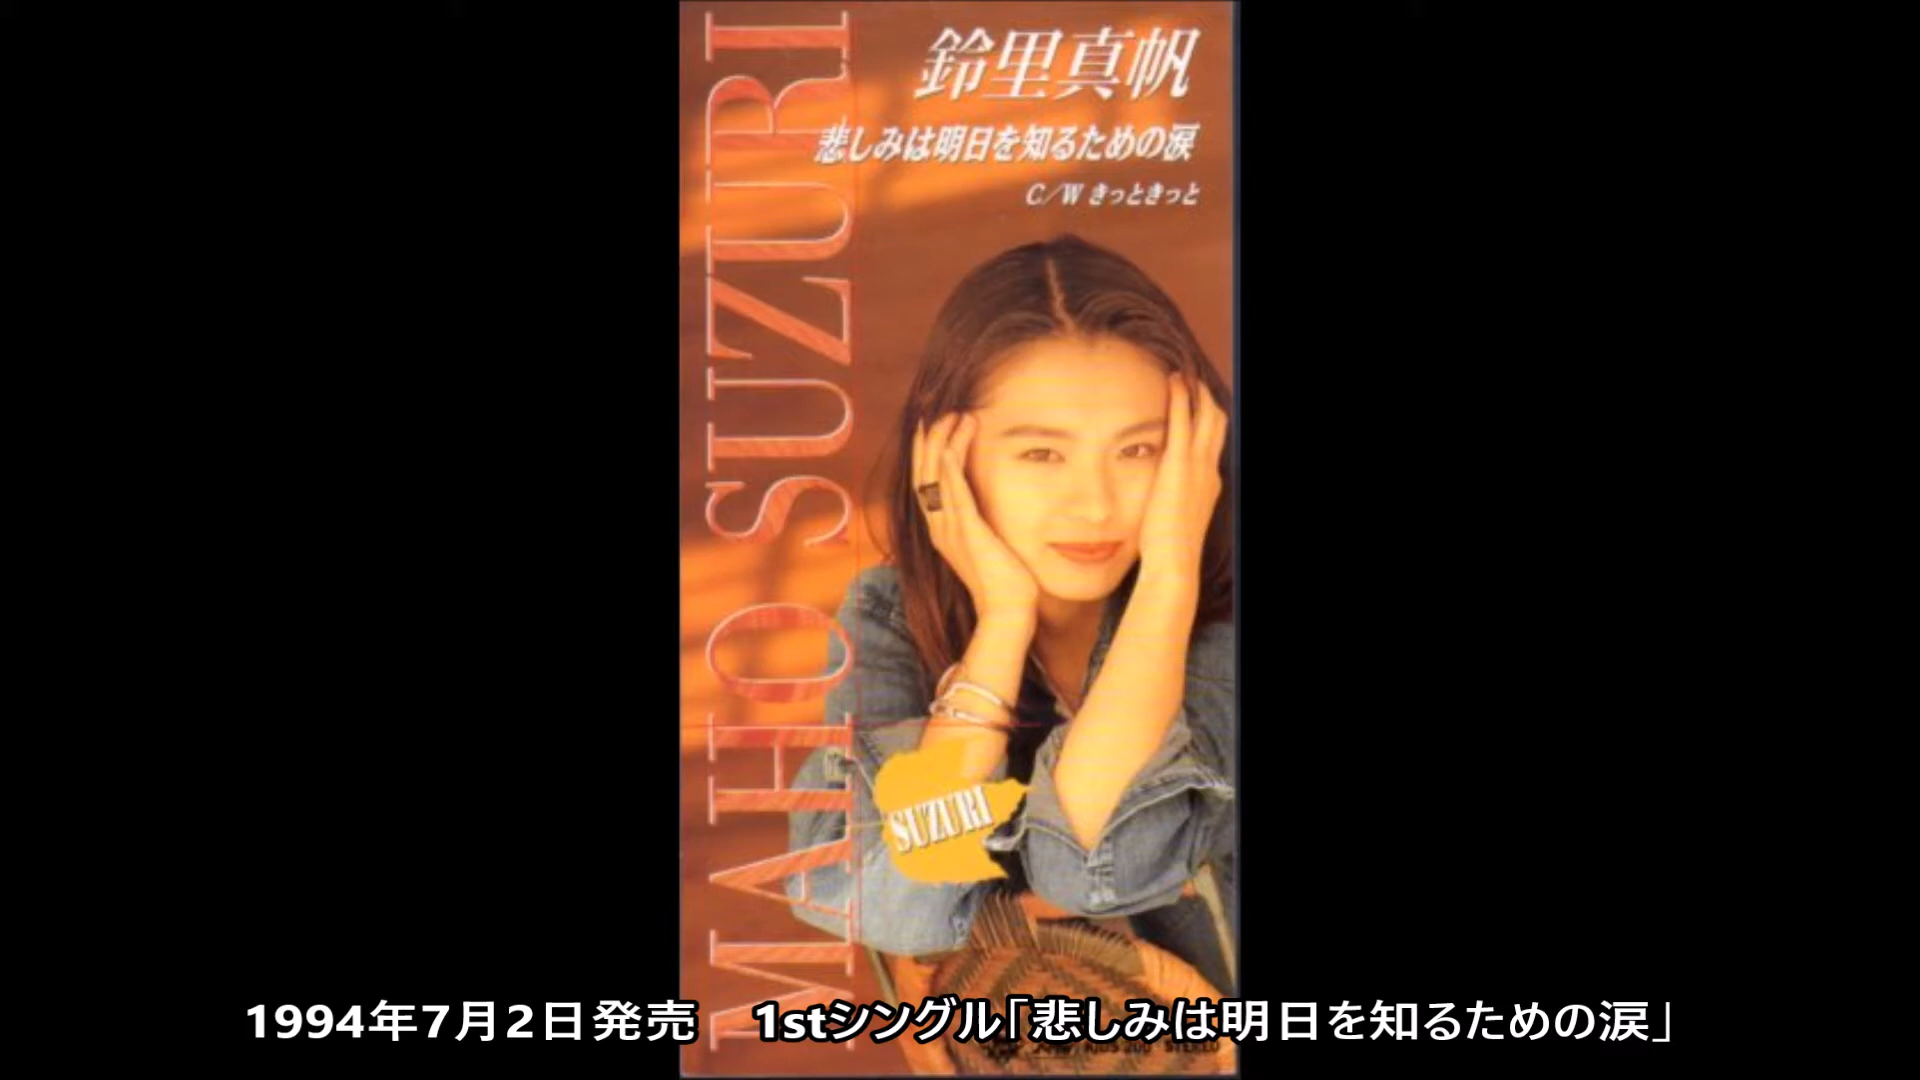 鈴里真帆
悲しみは明日を知るための涙
C/W きっときっと
MAHO SUZURI
SUZURI
1994年7月2日発売 1stシングル「悲しみは明日を知るための涙」
STEREO